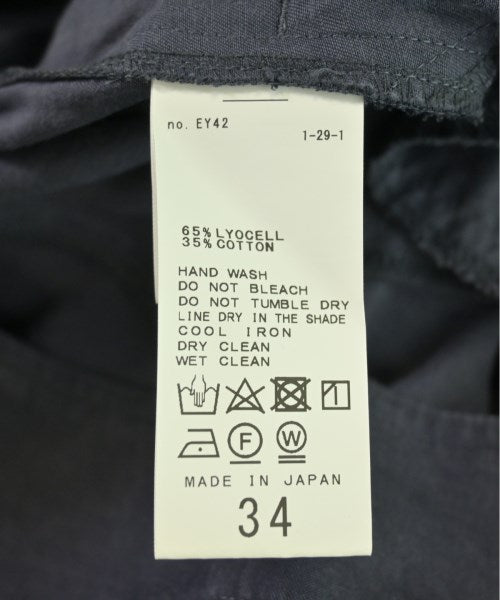 no. EY42
1-29-1
65% LYOCELL
35% COTTON
HAND WASH
DO NOT BLEACH
DO NOT TUMBLE DRY
LINE DRY IN THE SHADE
COOL IRON
DRY CLEAN
WET CLEAN
F W
MADE IN JAPAN
34